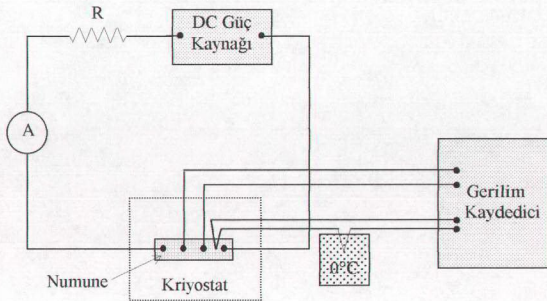 R
DC Güç
Kaynağı
A
Gerilim
Kaydedici
0°C
Numune
Kriyostat